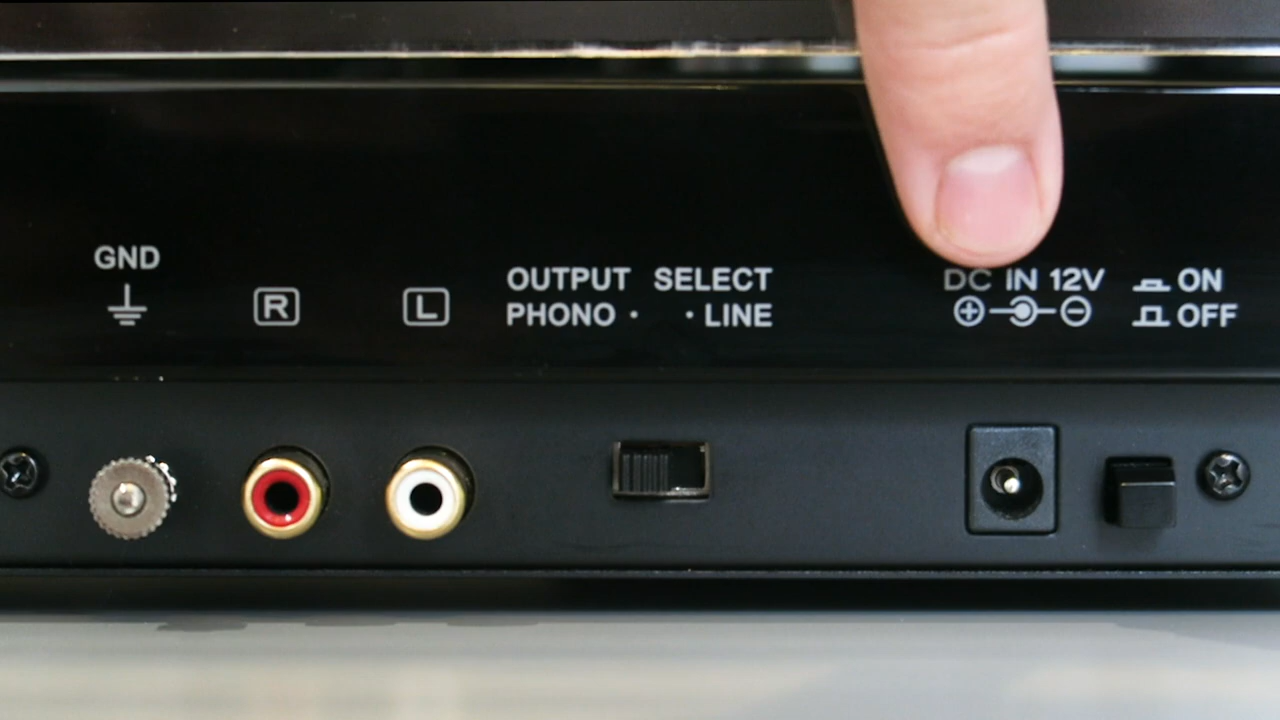 GND
R
L
OUTPUT SELECT
PHONO · · LINE
DC IN 12V
ON
OFF